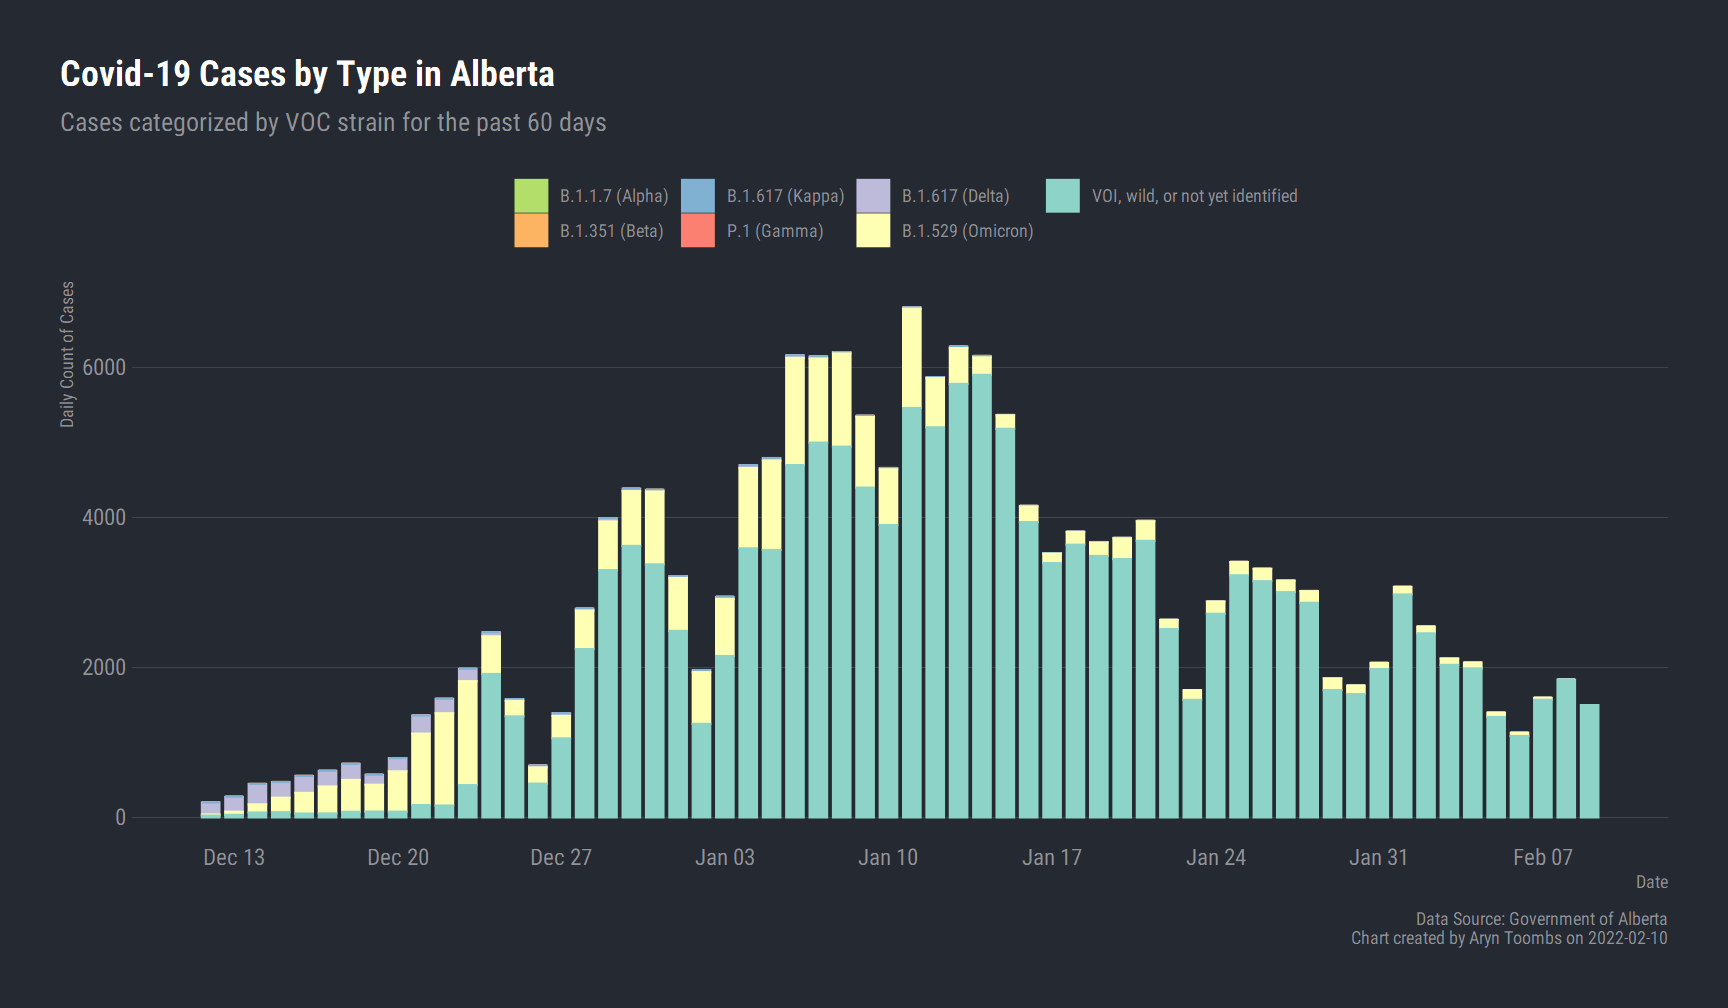 Covid-19 Cases by Type in Alberta
Cases categorized by VOC strain for the past 60 days
B.1.1.7 (Alpha) B.1.617 (Kappa) B.1.617 (Delta) VOI, wild, or not yet identified
B.1.351 (Beta) P.1 (Gamma) B.1.529 (Omicron)
Daily Count of Cases
6000
4000
2000
0
Dec 13 Dec 20 Dec 27 Jan 03 Jan 10 Jan 17 Jan 24 Jan 31 Feb 07
Date
Data Source: Government of Alberta
Chart created by Aryn Toombs on 2022-02-10